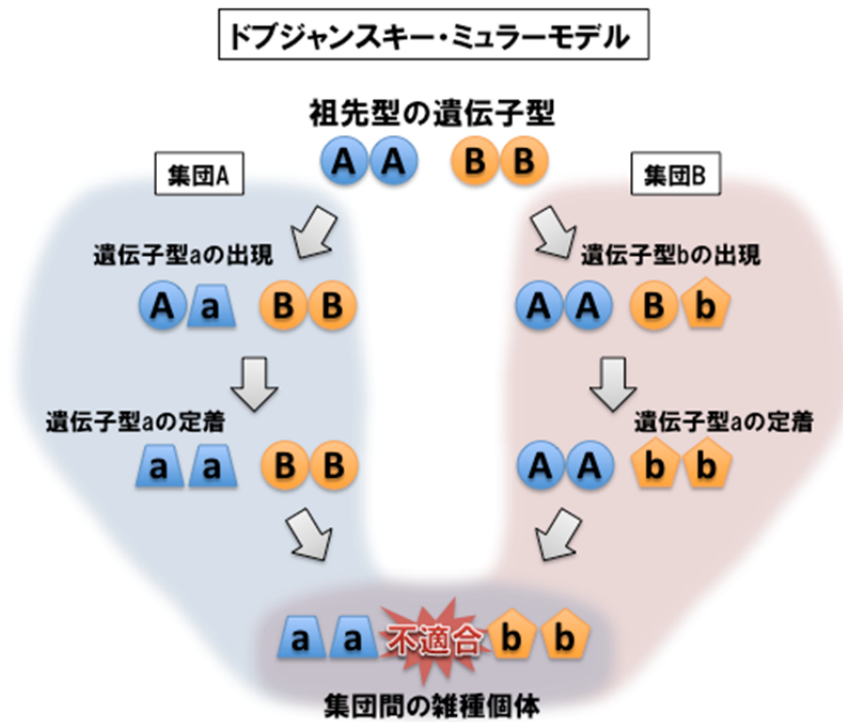 ドブジャンスキー・ミュラーモデル
祖先型の遺伝子型
A A B B
集団A
集団B
遺伝子型aの出現
遺伝子型bの出現
A a B B
A A B b
遺伝子型aの定着
遺伝子型aの定着
a a B B
A A b b
a a 不適合 b b
集団間の雑種個体